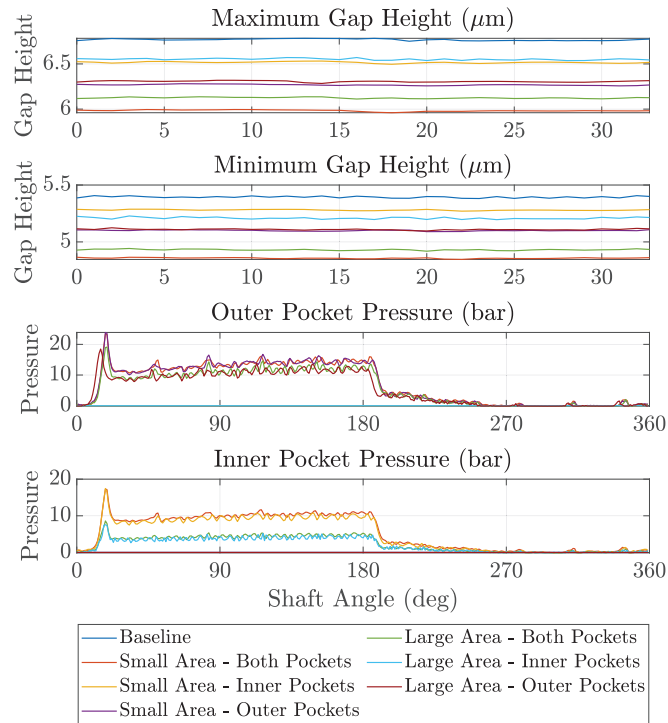 Maximum Gap Height (μm)
Gap Height
6.5
6
0 5 10 15 20 25 30
Minimum Gap Height (μm)
Gap Height
5.5
5
0 5 10 15 20 25 30
Outer Pocket Pressure (bar)
Pressure
20
10
0
0 90 180 270 360
Inner Pocket Pressure (bar)
Pressure
20
10
0
0 90 180 270 360
Shaft Angle (deg)
Baseline
Small Area - Both Pockets
Small Area - Inner Pockets
Small Area - Outer Pockets
Large Area - Both Pockets
Large Area - Inner Pockets
Large Area - Outer Pockets